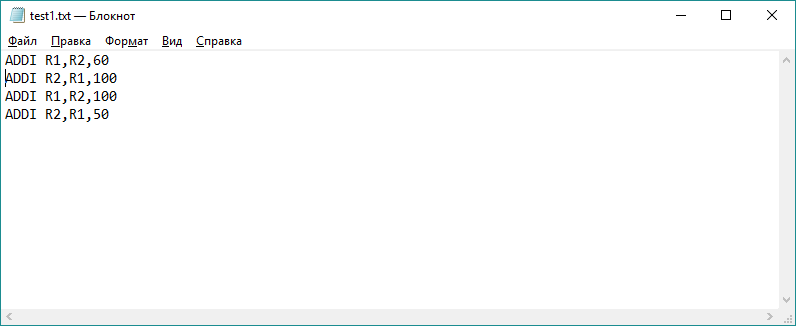 test1.txt — Блокнот
Файл Правка Формат Вид Справка
ADDI R1,R2,60
ADDI R2,R1,100
ADDI R1,R2,100
ADDI R2,R1,50